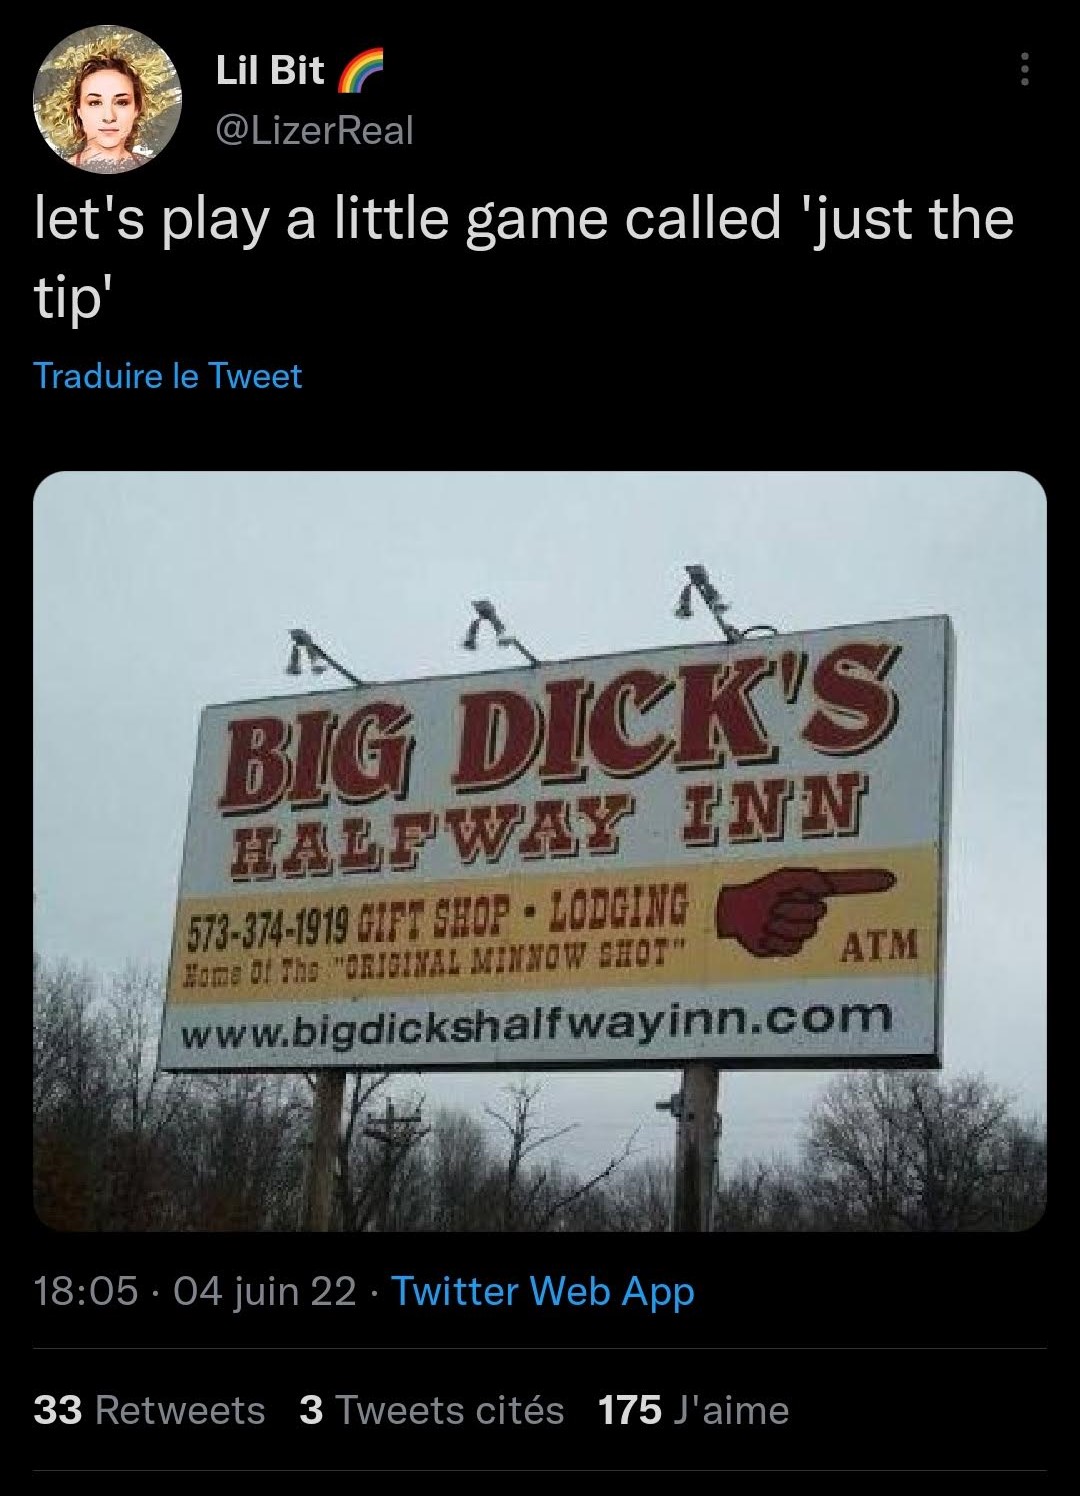 Lil Bit 🌈
@LizerReal
let's play a little game called 'just the
tip'
Traduire le Tweet
BIG DICK'S
HALFWAY INN
573-374-1919 GIFT SHOP • LODGING
Home Of The "ORIGINAL MINNOW SHOT"
ATM
www.bigdickshalfwayinn.com
18:05 · 04 juin 22 · Twitter Web App
33 Retweets 3 Tweets cités 175 J'aime